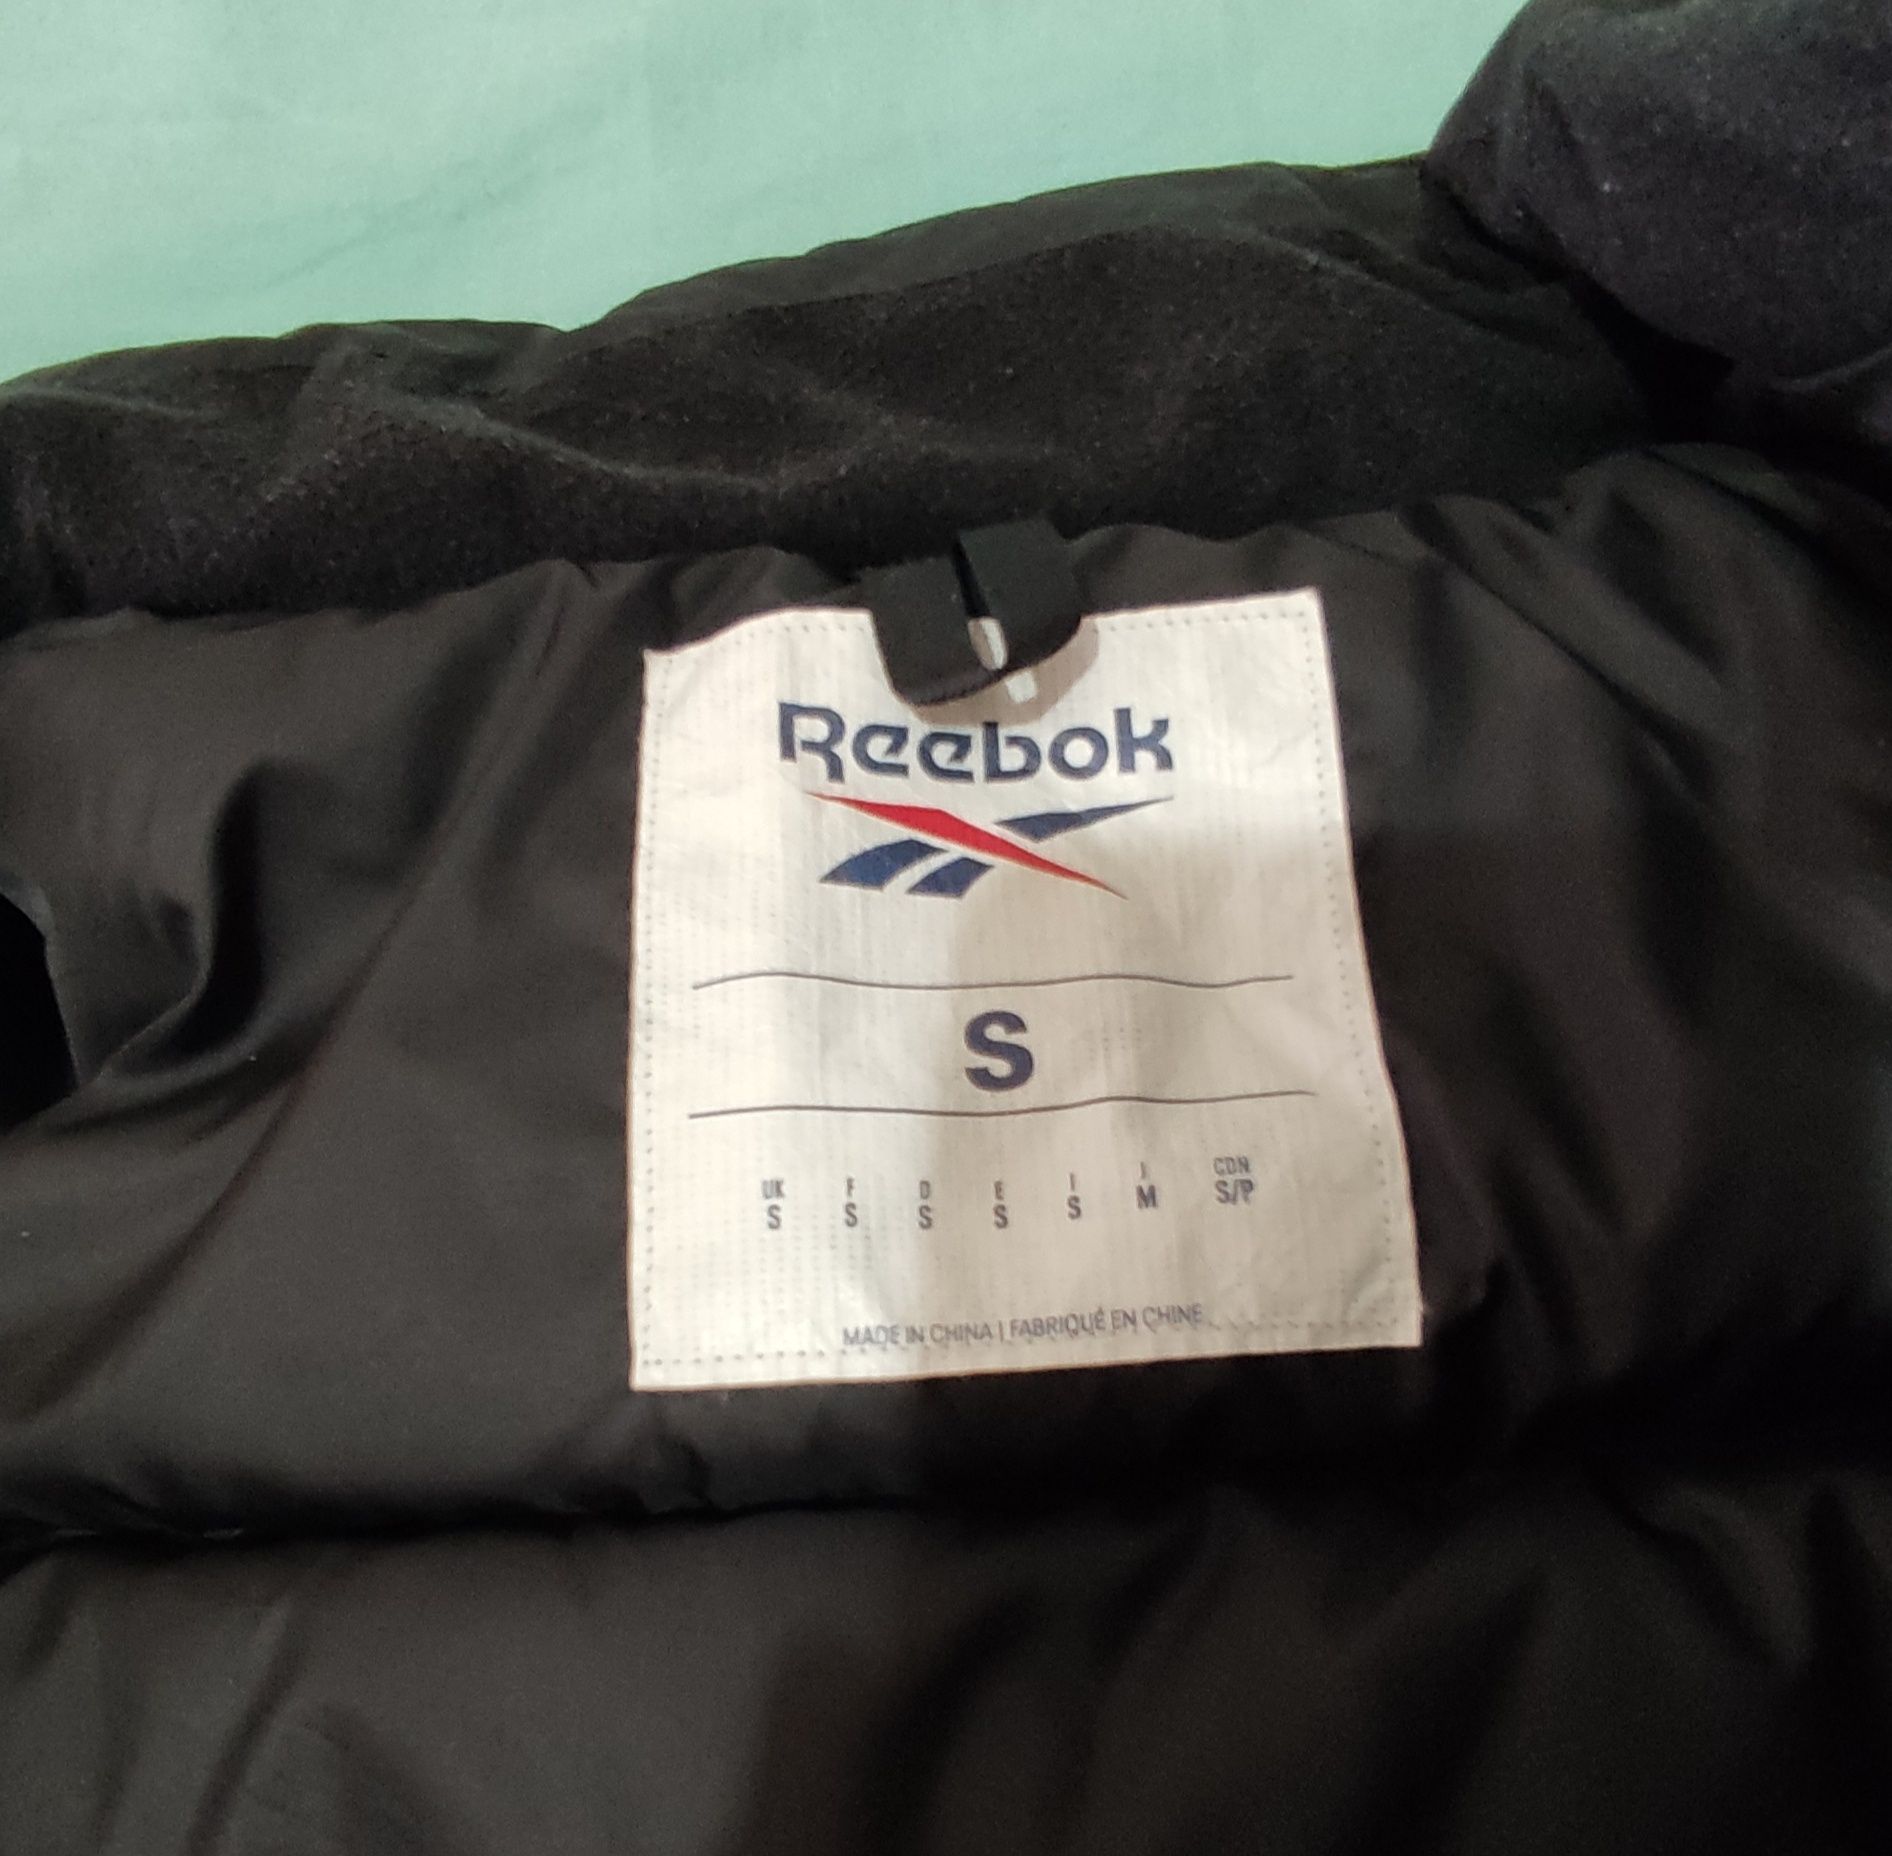 Reebok
S
UK F D E I J CDN
S S S S S M S/P
MADE IN CHINA | FABRIQUÉ EN CHINE